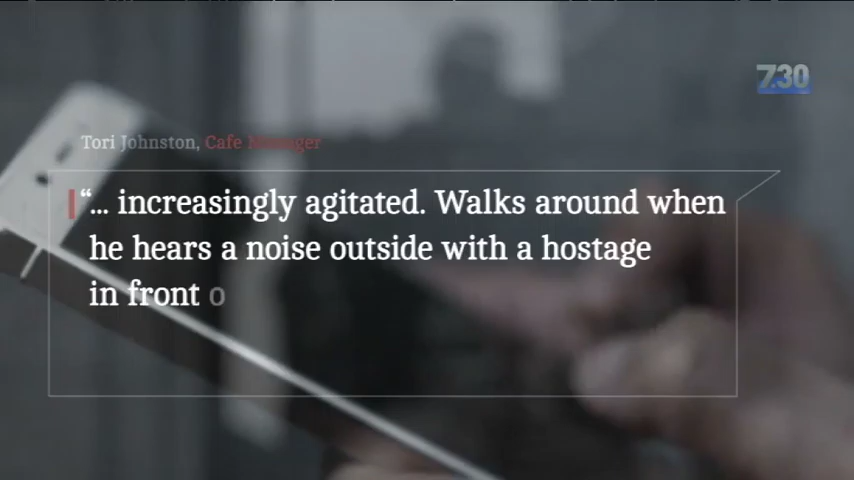 7.30
Tori Johnston, Cafe Manager
“... increasingly agitated. Walks around when
he hears a noise outside with a hostage
in front o